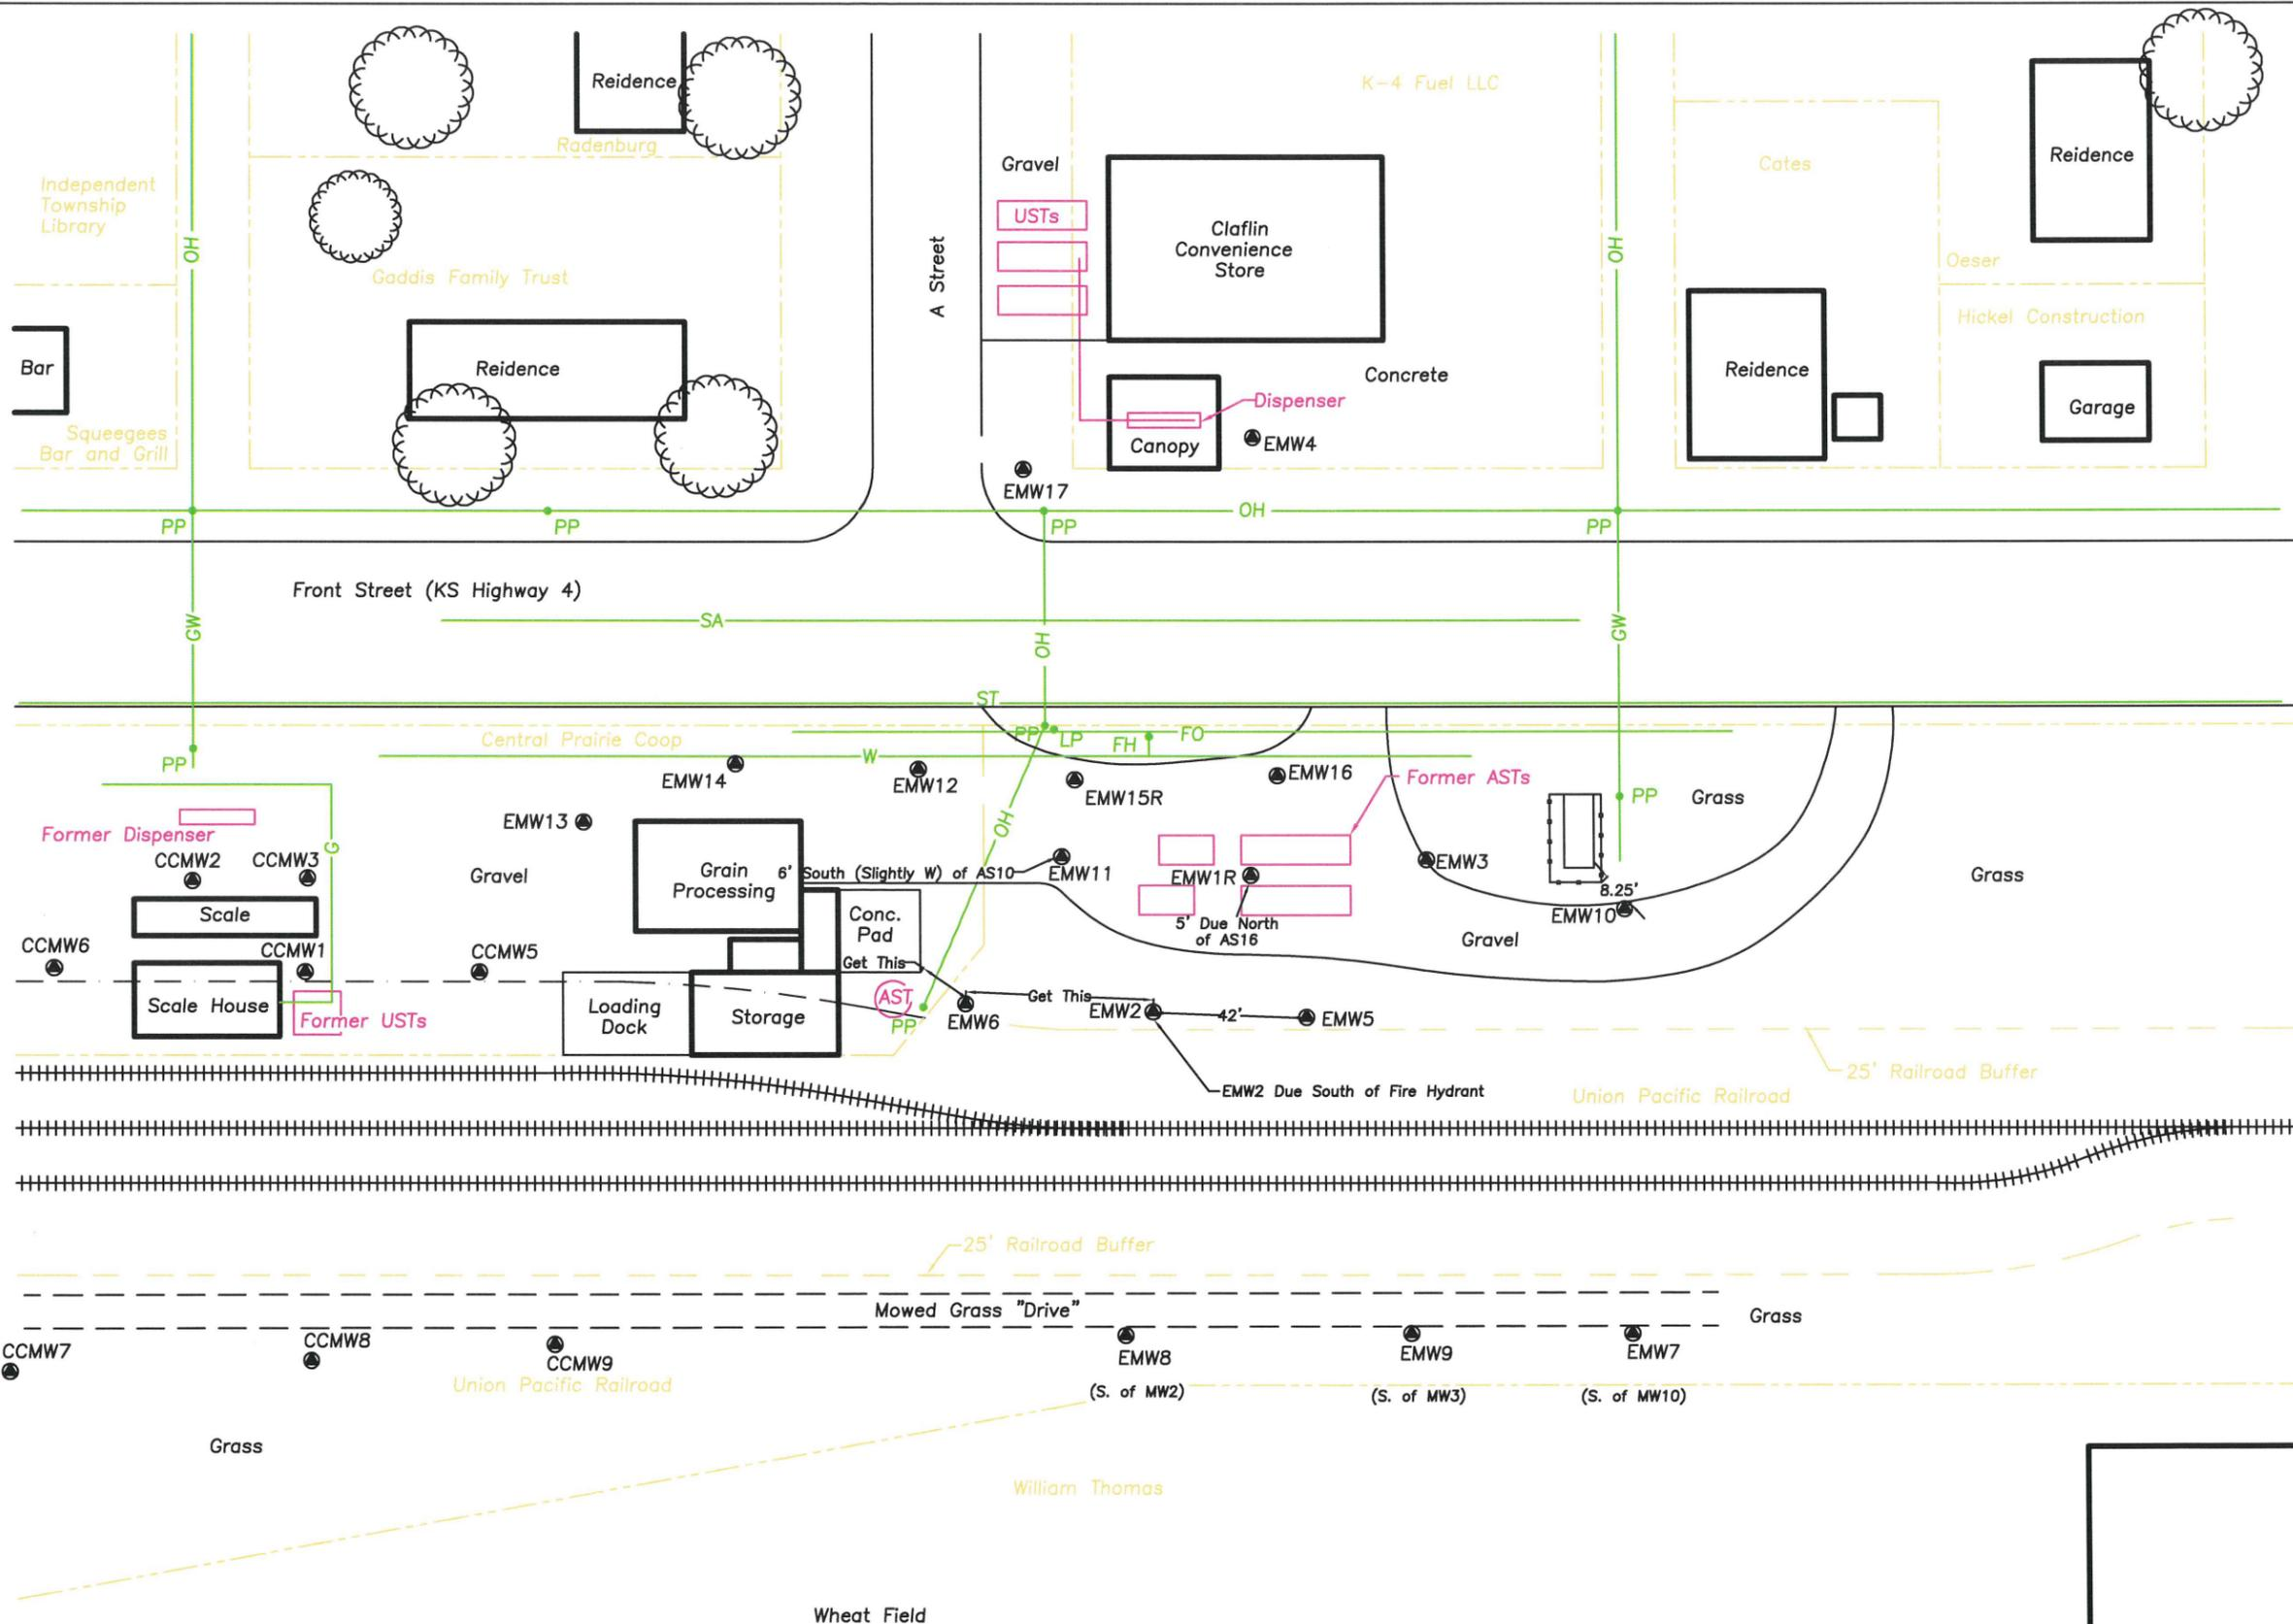 Reidence
Radenburg
K-4 Fuel LLC
Independent
Township
Library
OH
Gravel
USTs
Claflin
Convenience
Store
OH
Cates
Reidence
Gaddis Family Trust
A Street
Oeser
Hickel Construction
Bar
Reidence
Concrete
Reidence
Garage
Dispenser
Canopy
EMW4
Squeegees
Bar and Grill
EMW17
PP
PP
PP
OH
PP
Front Street (KS Highway 4)
GW
SA
OH
GW
ST
Central Prairie Coop
PP
LP
FH
FO
W
PP
EMW14
EMW12
EMW15R
EMW16
Former ASTs
PP
Grass
Former Dispenser
G
EMW13
OH
CCMW2
CCMW3
Gravel
Grain
Processing
6' South (Slightly W) of AS10
EMW11
EMW1R
EMW3
8.25'
Grass
Scale
Conc.
Pad
5' Due North
of AS16
EMW10
Gravel
CCMW6
CCMW1
CCMW5
Get This
Scale House
Former USTs
Loading
Dock
Storage
AST
PP
EMW6
Get This
EMW2
42'
EMW5
25' Railroad Buffer
EMW2 Due South of Fire Hydrant
Union Pacific Railroad
25' Railroad Buffer
Mowed Grass "Drive"
Grass
CCMW7
CCMW8
CCMW9
EMW8
EMW9
EMW7
Union Pacific Railroad
(S. of MW2)
(S. of MW3)
(S. of MW10)
Grass
William Thomas
Wheat Field